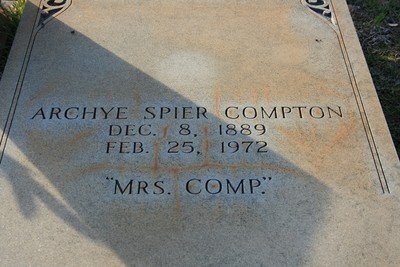 ARCHYE SPIER COMPTON
DEC. 8, 1889
FEB. 25, 1972
"MRS. COMP."